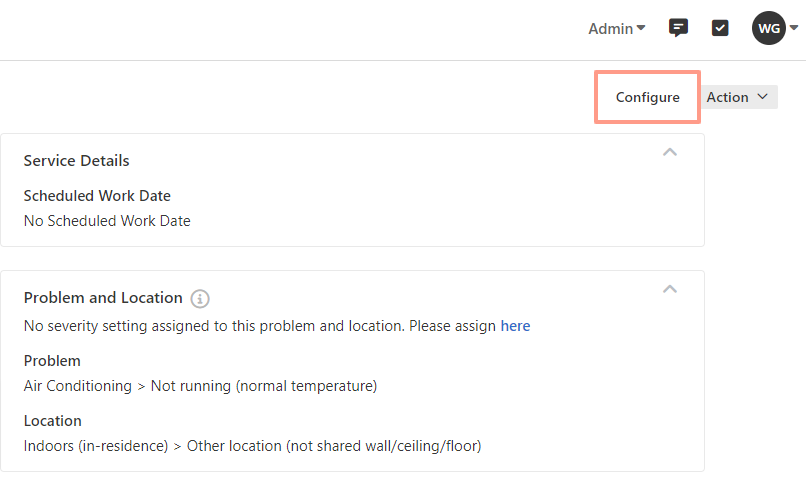 Admin
WG
Configure
Action
Service Details
Scheduled Work Date
No Scheduled Work Date
Problem and Location
No severity setting assigned to this problem and location. Please assign here
Problem
Air Conditioning > Not running (normal temperature)
Location
Indoors (in-residence) > Other location (not shared wall/ceiling/floor)